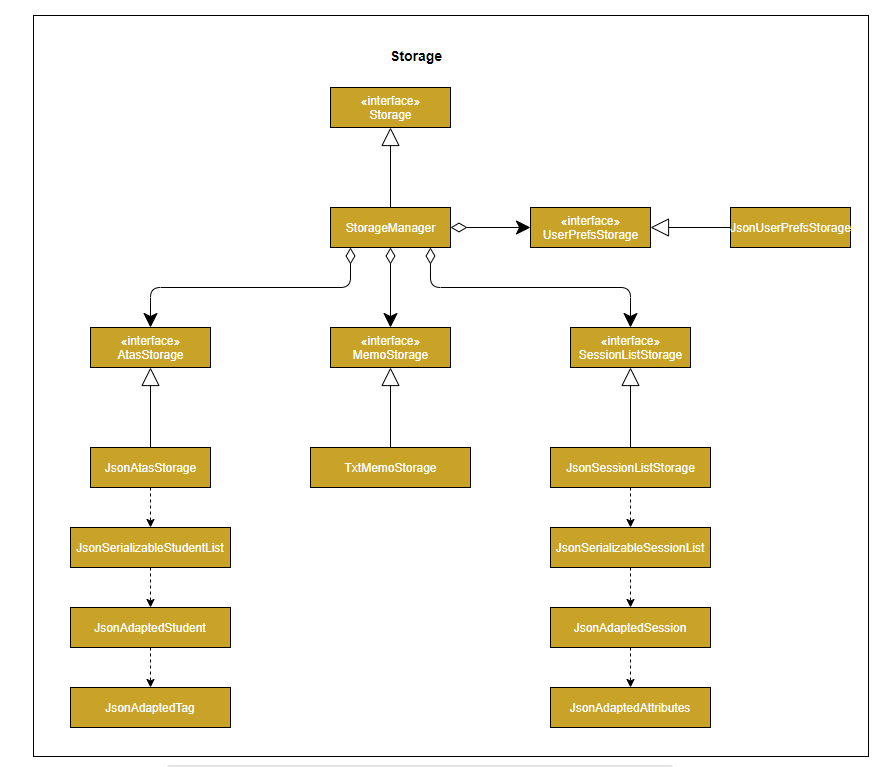 Storage
«interface»
Storage
StorageManager
«interface»
UserPrefsStorage
JsonUserPrefsStorage
«interface»
AtasStorage
«interface»
MemoStorage
«interface»
SessionListStorage
JsonAtasStorage
TxtMemoStorage
JsonSessionListStorage
JsonSerializableStudentList
JsonSerializableSessionList
JsonAdaptedStudent
JsonAdaptedSession
JsonAdaptedTag
JsonAdaptedAttributes